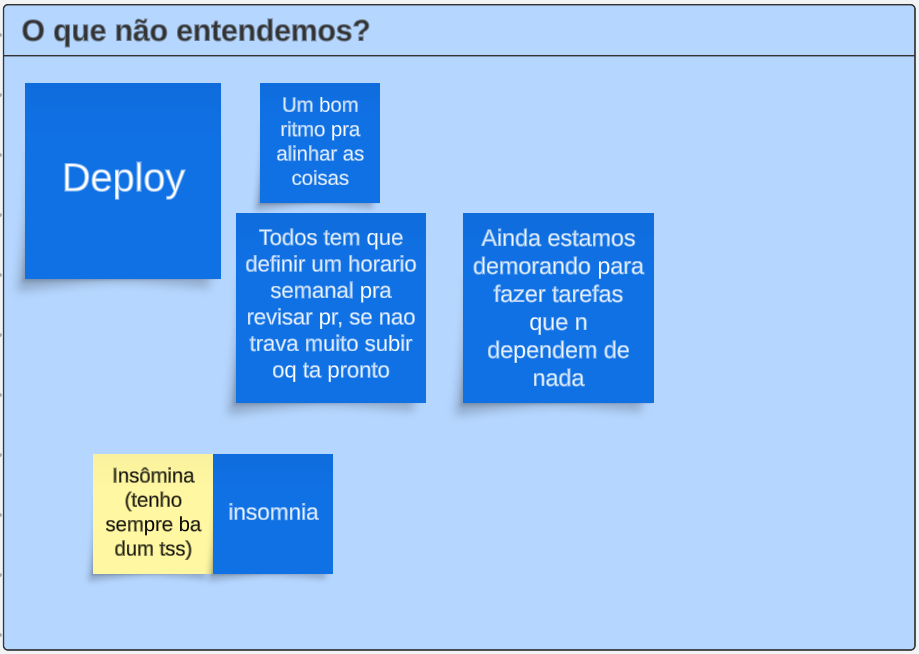 O que não entendemos?
Deploy
Um bom
ritmo pra
alinhar as
coisas
Todos tem que
definir um horario
semanal pra
revisar pr, se nao
trava muito subir
oq ta pronto
Ainda estamos
demorando para
fazer tarefas
que n
dependem de
nada
Insômina
(tenho
sempre ba
dum tss)
insomnia